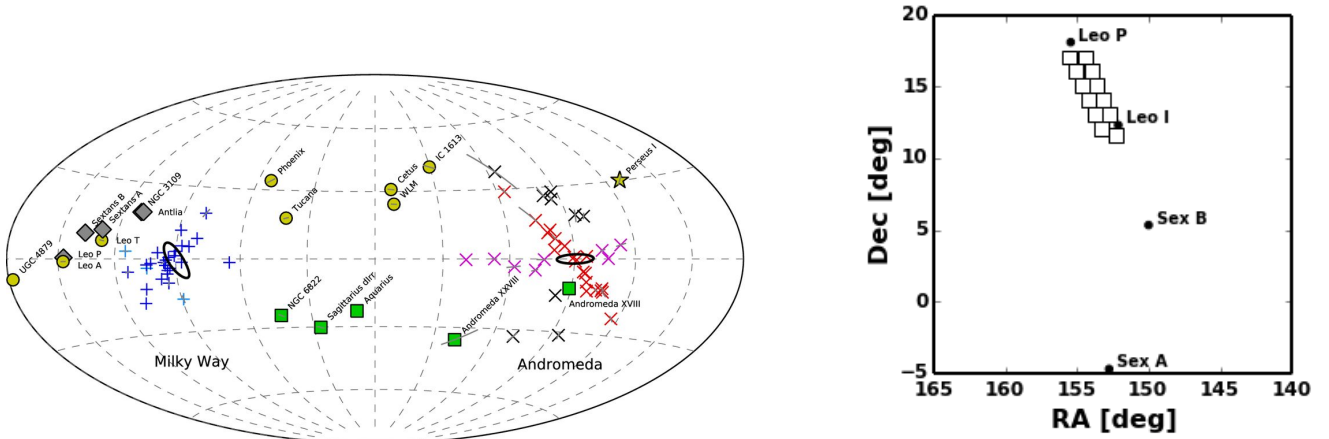 IC 1613
Phoenix
Cetus
WLM
Perseus I
Tucana
NGC 3109
Antlia
Sextans A
Sextans B
Leo T
UGC 4879
Leo P
Leo A
NGC 6822
Sagittarius dIrr
Aquarius
Andromeda XXVIII
Andromeda XVIII
Milky Way
Andromeda
20
15
10
5
0
−5
Dec [deg]
Leo P
Leo I
Sex B
Sex A
165 160 155 150 145 140
RA [deg]